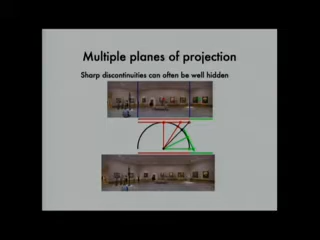 Multiple planes of projection
Sharp discontinuities can often be well hidden